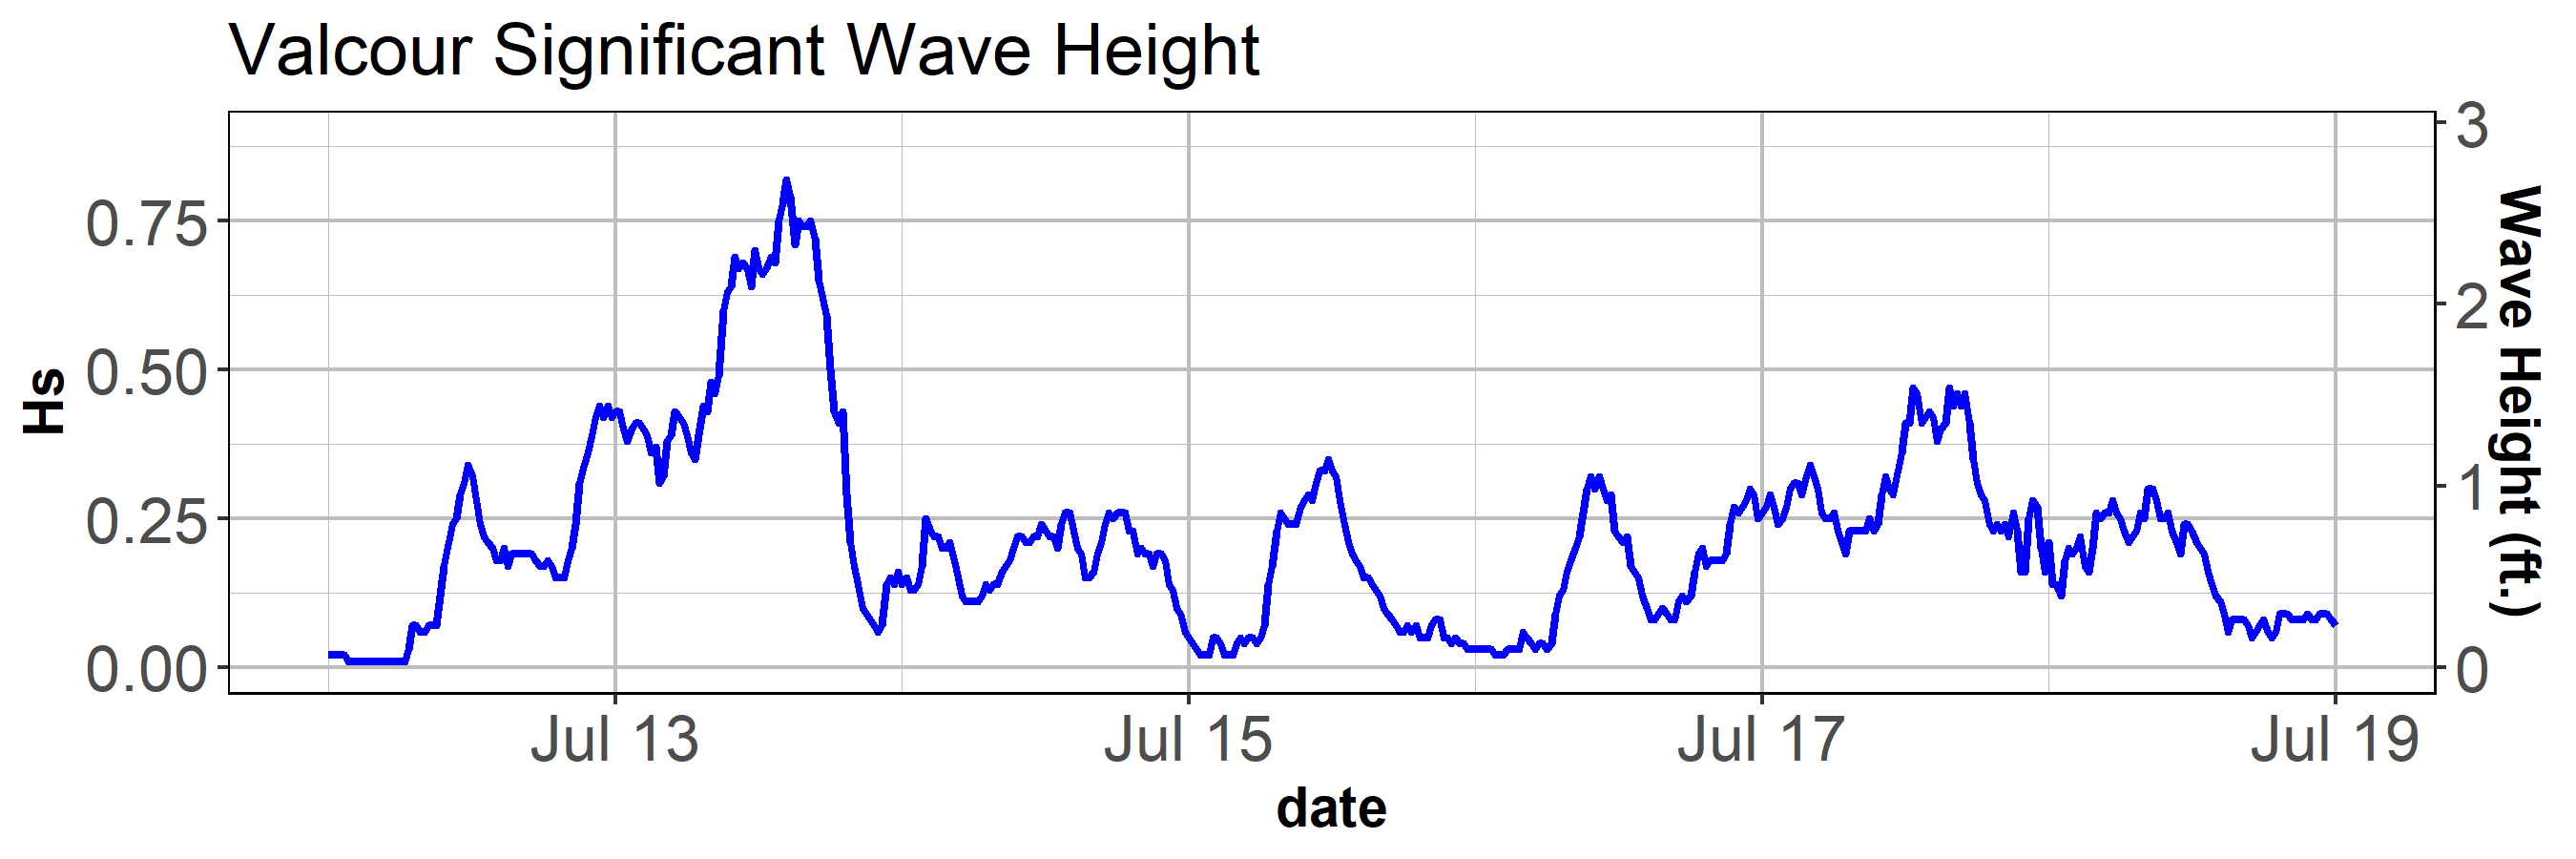 Valcour Significant Wave Height
Hs
0.75
0.50
0.25
0.00
3
2
1
0
Wave Height (ft.)
Jul 13
Jul 15
Jul 17
Jul 19
date